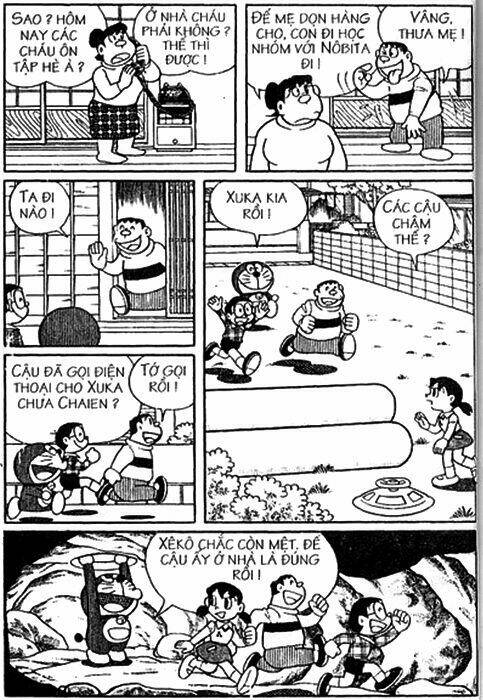 SAO ? HÔM
NAY CÁC
CHÁU ÔN
TẬP HÈ À ?
Ở NHÀ CHÁU
PHẢI KHÔNG ?
THẾ THÌ
ĐƯỢC !
ĐỂ MẸ DỌN HÀNG
CHO, CON ĐI HỌC
NHÓM VỚI NÔBITA
ĐI !
VÂNG,
THƯA MẸ !
TA ĐI
NÀO !
XUKA KIA
RỒI !
CÁC CẬU
CHẬM
THẾ ?
CẬU ĐÃ GỌI ĐIỆN
THOẠI CHO XUKA
CHƯA CHAIEN ?
TỚ GỌI
RỒI !
XÊKÔ CHẮC CÒN MỆT, ĐỂ
CẬU ẤY Ở NHÀ LÀ ĐÚNG
RỒI !